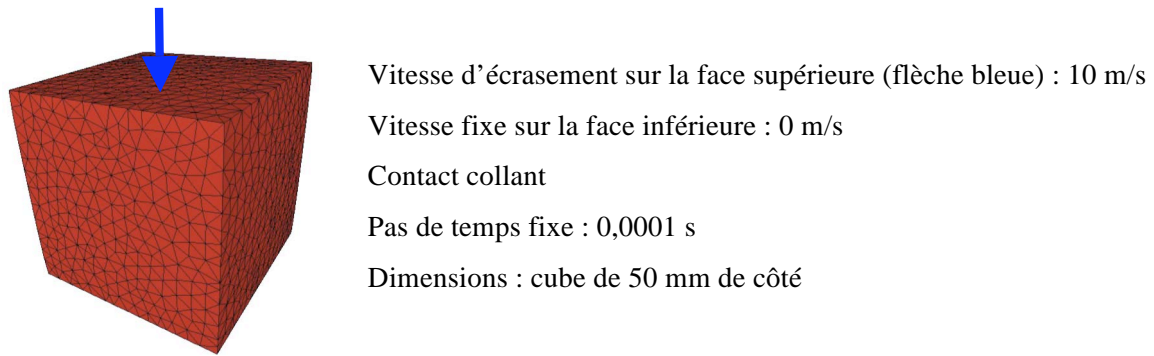 Vitesse d'écrasement sur la face supérieure (flèche bleue) : 10 m/s
Vitesse fixe sur la face inférieure : 0 m/s
Contact collant
Pas de temps fixe : 0,0001 s
Dimensions : cube de 50 mm de côté